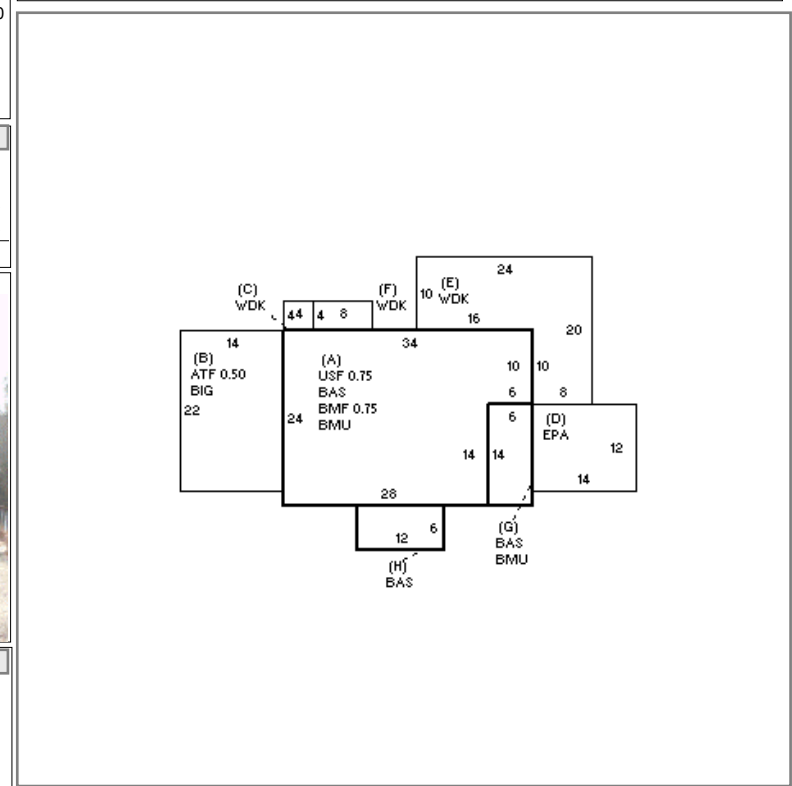 0
24
(C)
WDK
(F)
WDK
10
(E)
WDK
44
4
8
16
20
14
(B)
ATF 0.50
BIG
22
34
(A)
USF 0.75
BAS
BMF 0.75
BMU
24
10
10
6
8
6
(D)
EPA
12
14
14
14
28
12
6
(G)
BAS
BMU
(H)
BAS